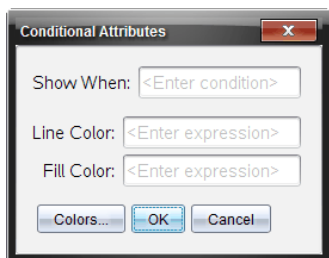 Conditional Attributes
Show When: <Enter condition>
Line Color: <Enter expression>
Fill Color: <Enter expression>
Colors... OK Cancel